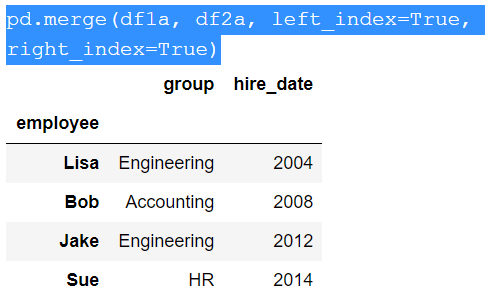 pd.merge(df1a, df2a, left_index=True,
right_index=True)
group hire_date
employee
Lisa Engineering 2004
Bob Accounting 2008
Jake Engineering 2012
Sue HR 2014